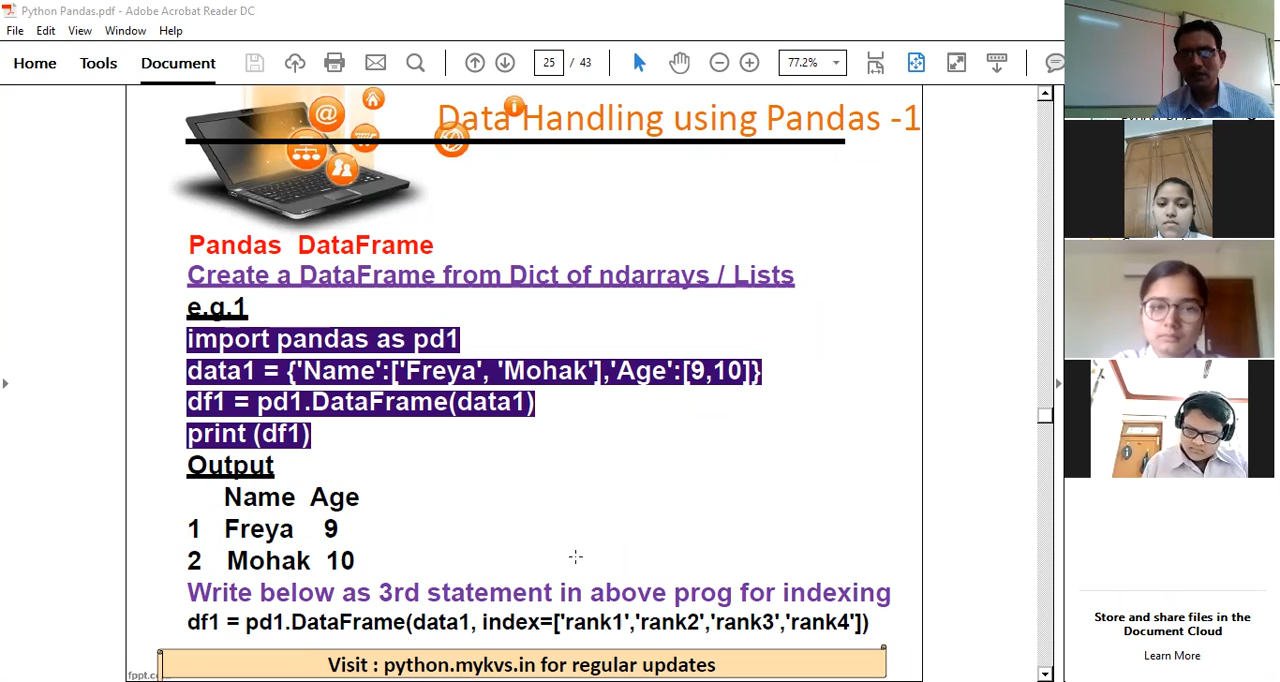 Python Pandas.pdf - Adobe Acrobat Reader DC
File Edit View Window Help
Home Tools Document 25 / 43 77.2%
Data Handling using Pandas -1
Pandas DataFrame
Create a DataFrame from Dict of ndarrays / Lists
e.g.1
import pandas as pd1
data1 = {'Name':['Freya', 'Mohak'],'Age':[9,10]}
df1 = pd1.DataFrame(data1)
print (df1)
Output
Name Age
1 Freya 9
2 Mohak 10
Write below as 3rd statement in above prog for indexing
df1 = pd1.DataFrame(data1, index=['rank1','rank2','rank3','rank4'])
Visit : python.mykvs.in for regular updates
Store and share files in the
Document Cloud
Learn More